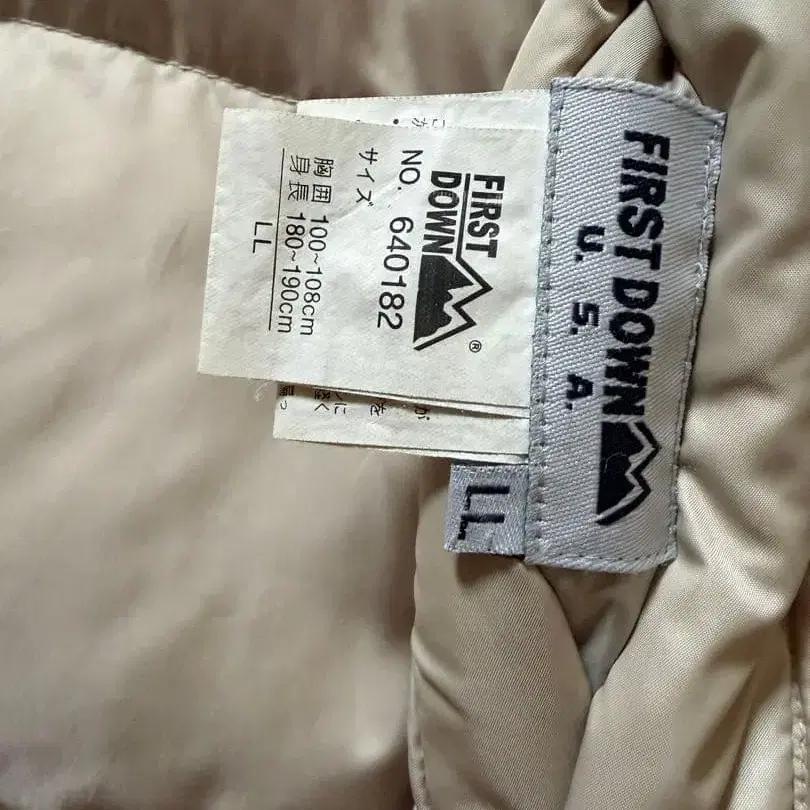 FIRST DOWN
U. S. A.
LL
FIRST
DOWN®
NO. 640182
サイズ
胸囲 100~108cm
身長 180~190cm
LL